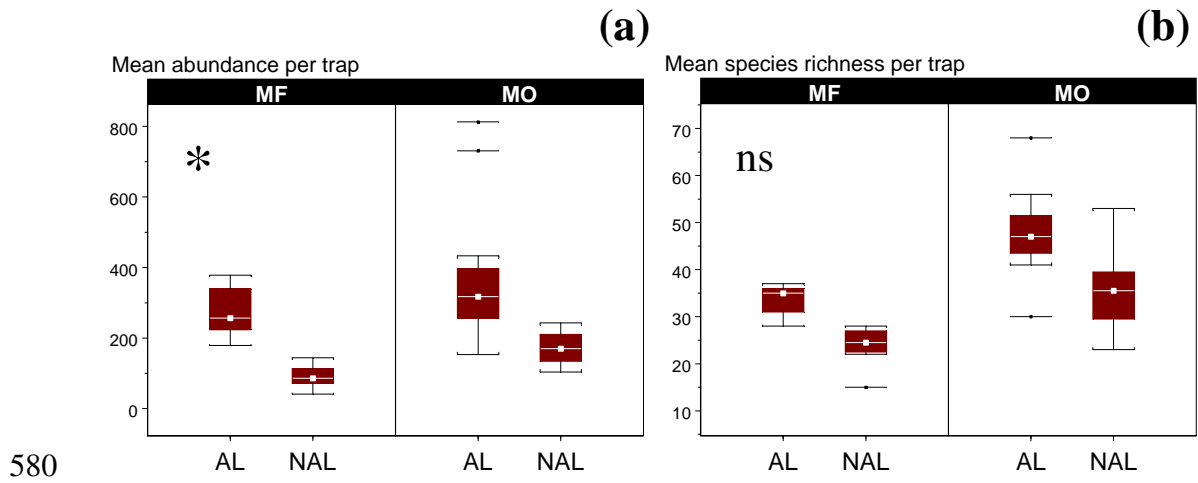 (a)
Mean abundance per trap
MF MO
800
600
400
200
0
*
AL NAL AL NAL
(b)
Mean species richness per trap
MF MO
70
60
50
40
30
20
10
ns
AL NAL AL NAL
580